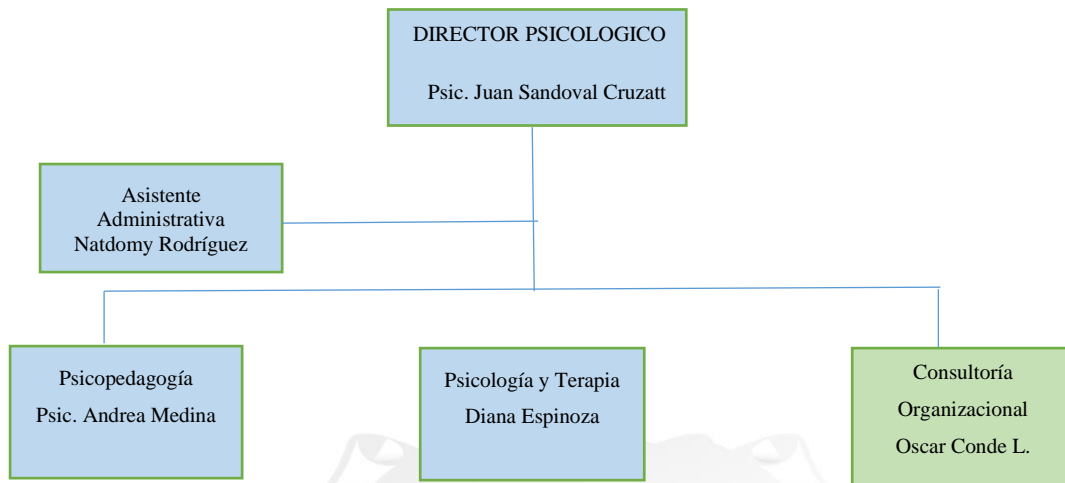 DIRECTOR PSICOLOGICO
Psic. Juan Sandoval Cruzatt
Asistente
Administrativa
Natdomy Rodríguez
Psicopedagogía
Psic. Andrea Medina
Psicología y Terapia
Diana Espinoza
Consultoría
Organizacional
Oscar Conde L.